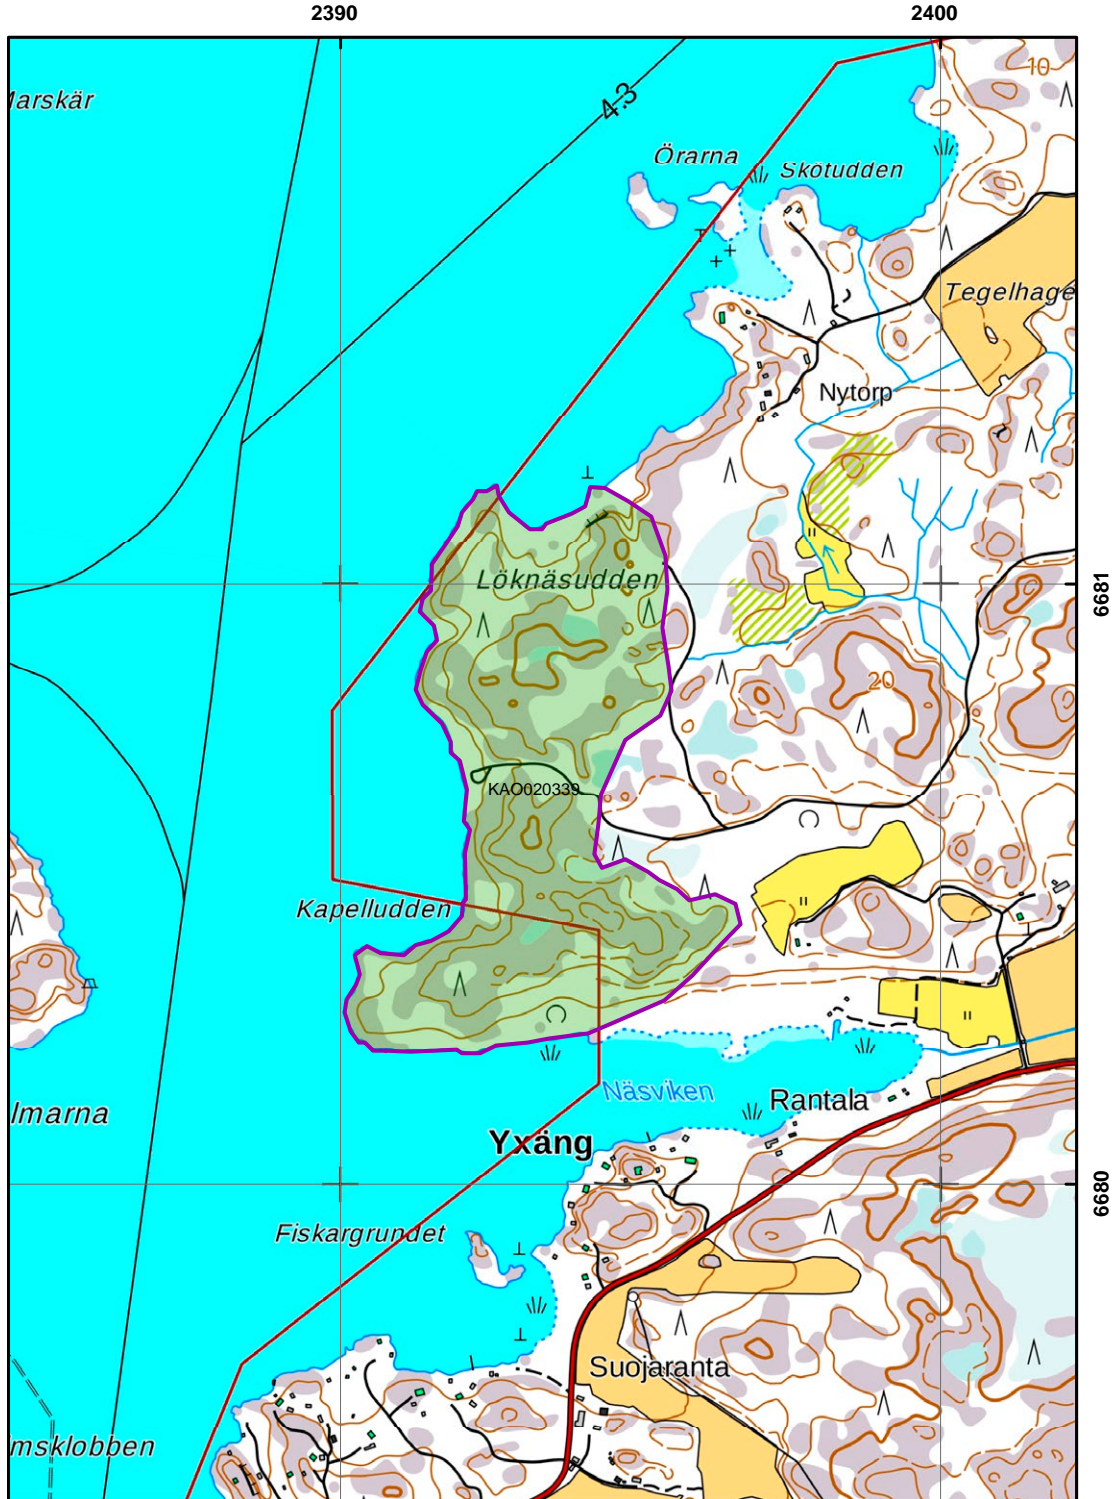 2390
2400
10
Marskär
4.3
Örarna
Skötudden
Tegelhage
Nytorp
Löknäsudden
6681
20
KAO020339
Kapelludden
lmarna
Näsviken
Rantala
Yxäng
6680
Fiskargrundet
Suojaranta
msklobben